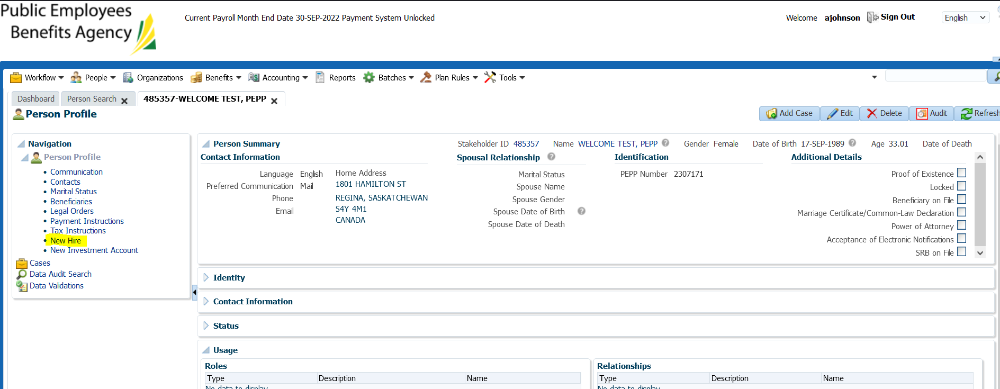 Public Employees
Benefits Agency
Current Payroll Month End Date 30-SEP-2022 Payment System Unlocked
Welcome ajohnson Sign Out English
Workflow People Organizations Benefits Accounting Reports Batches Plan Rules Tools
Dashboard Person Search 485357-WELCOME TEST, PEPP
Person Profile
Add Case Edit Delete Audit Refresh
Navigation
Person Profile
Communication
Contacts
Marital Status
Beneficiaries
Legal Orders
Payment Instructions
Tax Instructions
New Hire
New Investment Account
Cases
Data Audit Search
Data Validations
Person Summary Stakeholder ID 485357 Name WELCOME TEST, PEPP Gender Female Date of Birth 17-SEP-1989 Age 33.01 Date of Death
Contact Information
Language English
Preferred Communication Mail
Phone
Email
Home Address
1801 HAMILTON ST
REGINA, SASKATCHEWAN
S4Y 4M1
CANADA
Spousal Relationship
Marital Status
Spouse Name
Spouse Gender
Spouse Date of Birth
Spouse Date of Death
Identification
PEPP Number 2307171
Additional Details
Proof of Existence
Locked
Beneficiary on File
Marriage Certificate/Common-Law Declaration
Power of Attorney
Acceptance of Electronic Notifications
SRB on File
Identity
Contact Information
Status
Usage
Roles
Type Description Name
No data to display
Relationships
Type Description Name
No data to display